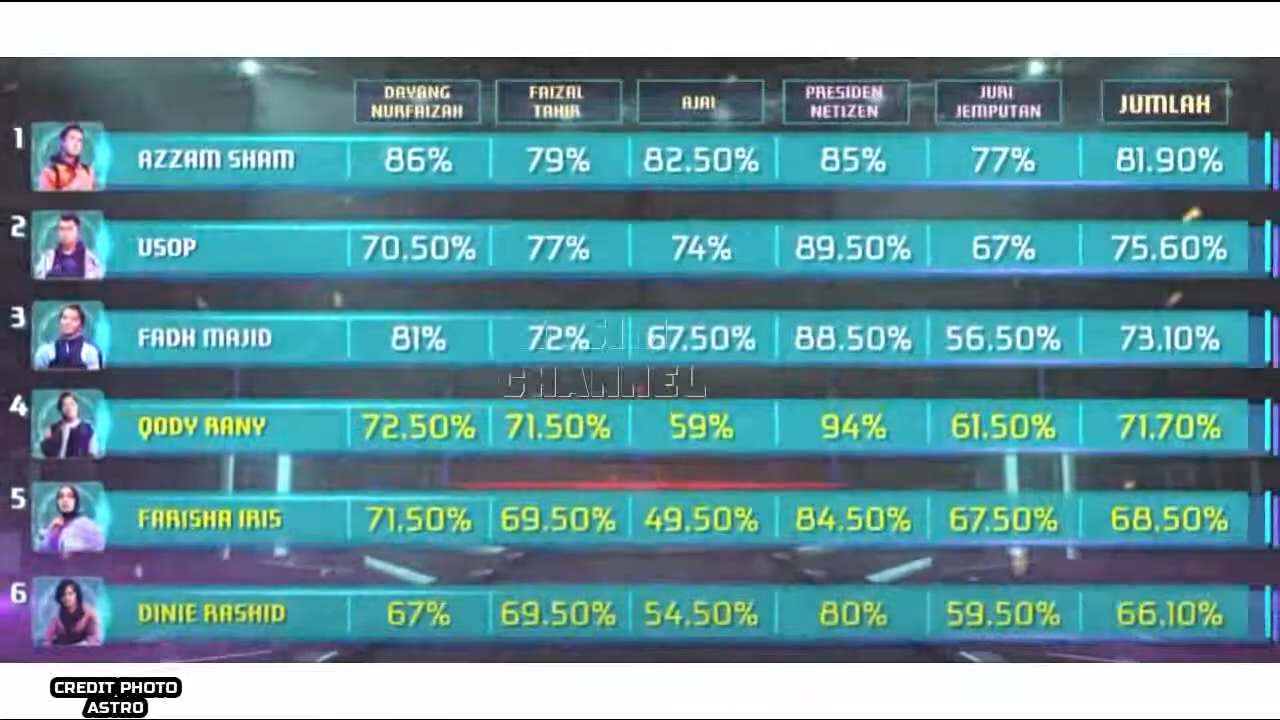 DAYANG NURFAIZAH FAIZAL TAHIR AJAI PRESIDEN NETIZEN JURI JEMPUTAN JUMLAH
1 AZZAM SHAM 86% 79% 82.50% 85% 77% 81.90%
2 USOP 70.50% 77% 74% 89.50% 67% 75.60%
3 FADH MAJID 81% 72% 67.50% 88.50% 56.50% 73.10%
CHANNEL
4 QODY RANY 72.50% 71.50% 59% 94% 61.50% 71.70%
5 FARISHA IRIS 71.50% 69.50% 49.50% 84.50% 67.50% 68.50%
6 DINIE RASHID 67% 69.50% 54.50% 80% 59.50% 66.10%
CREDIT PHOTO
ASTRO